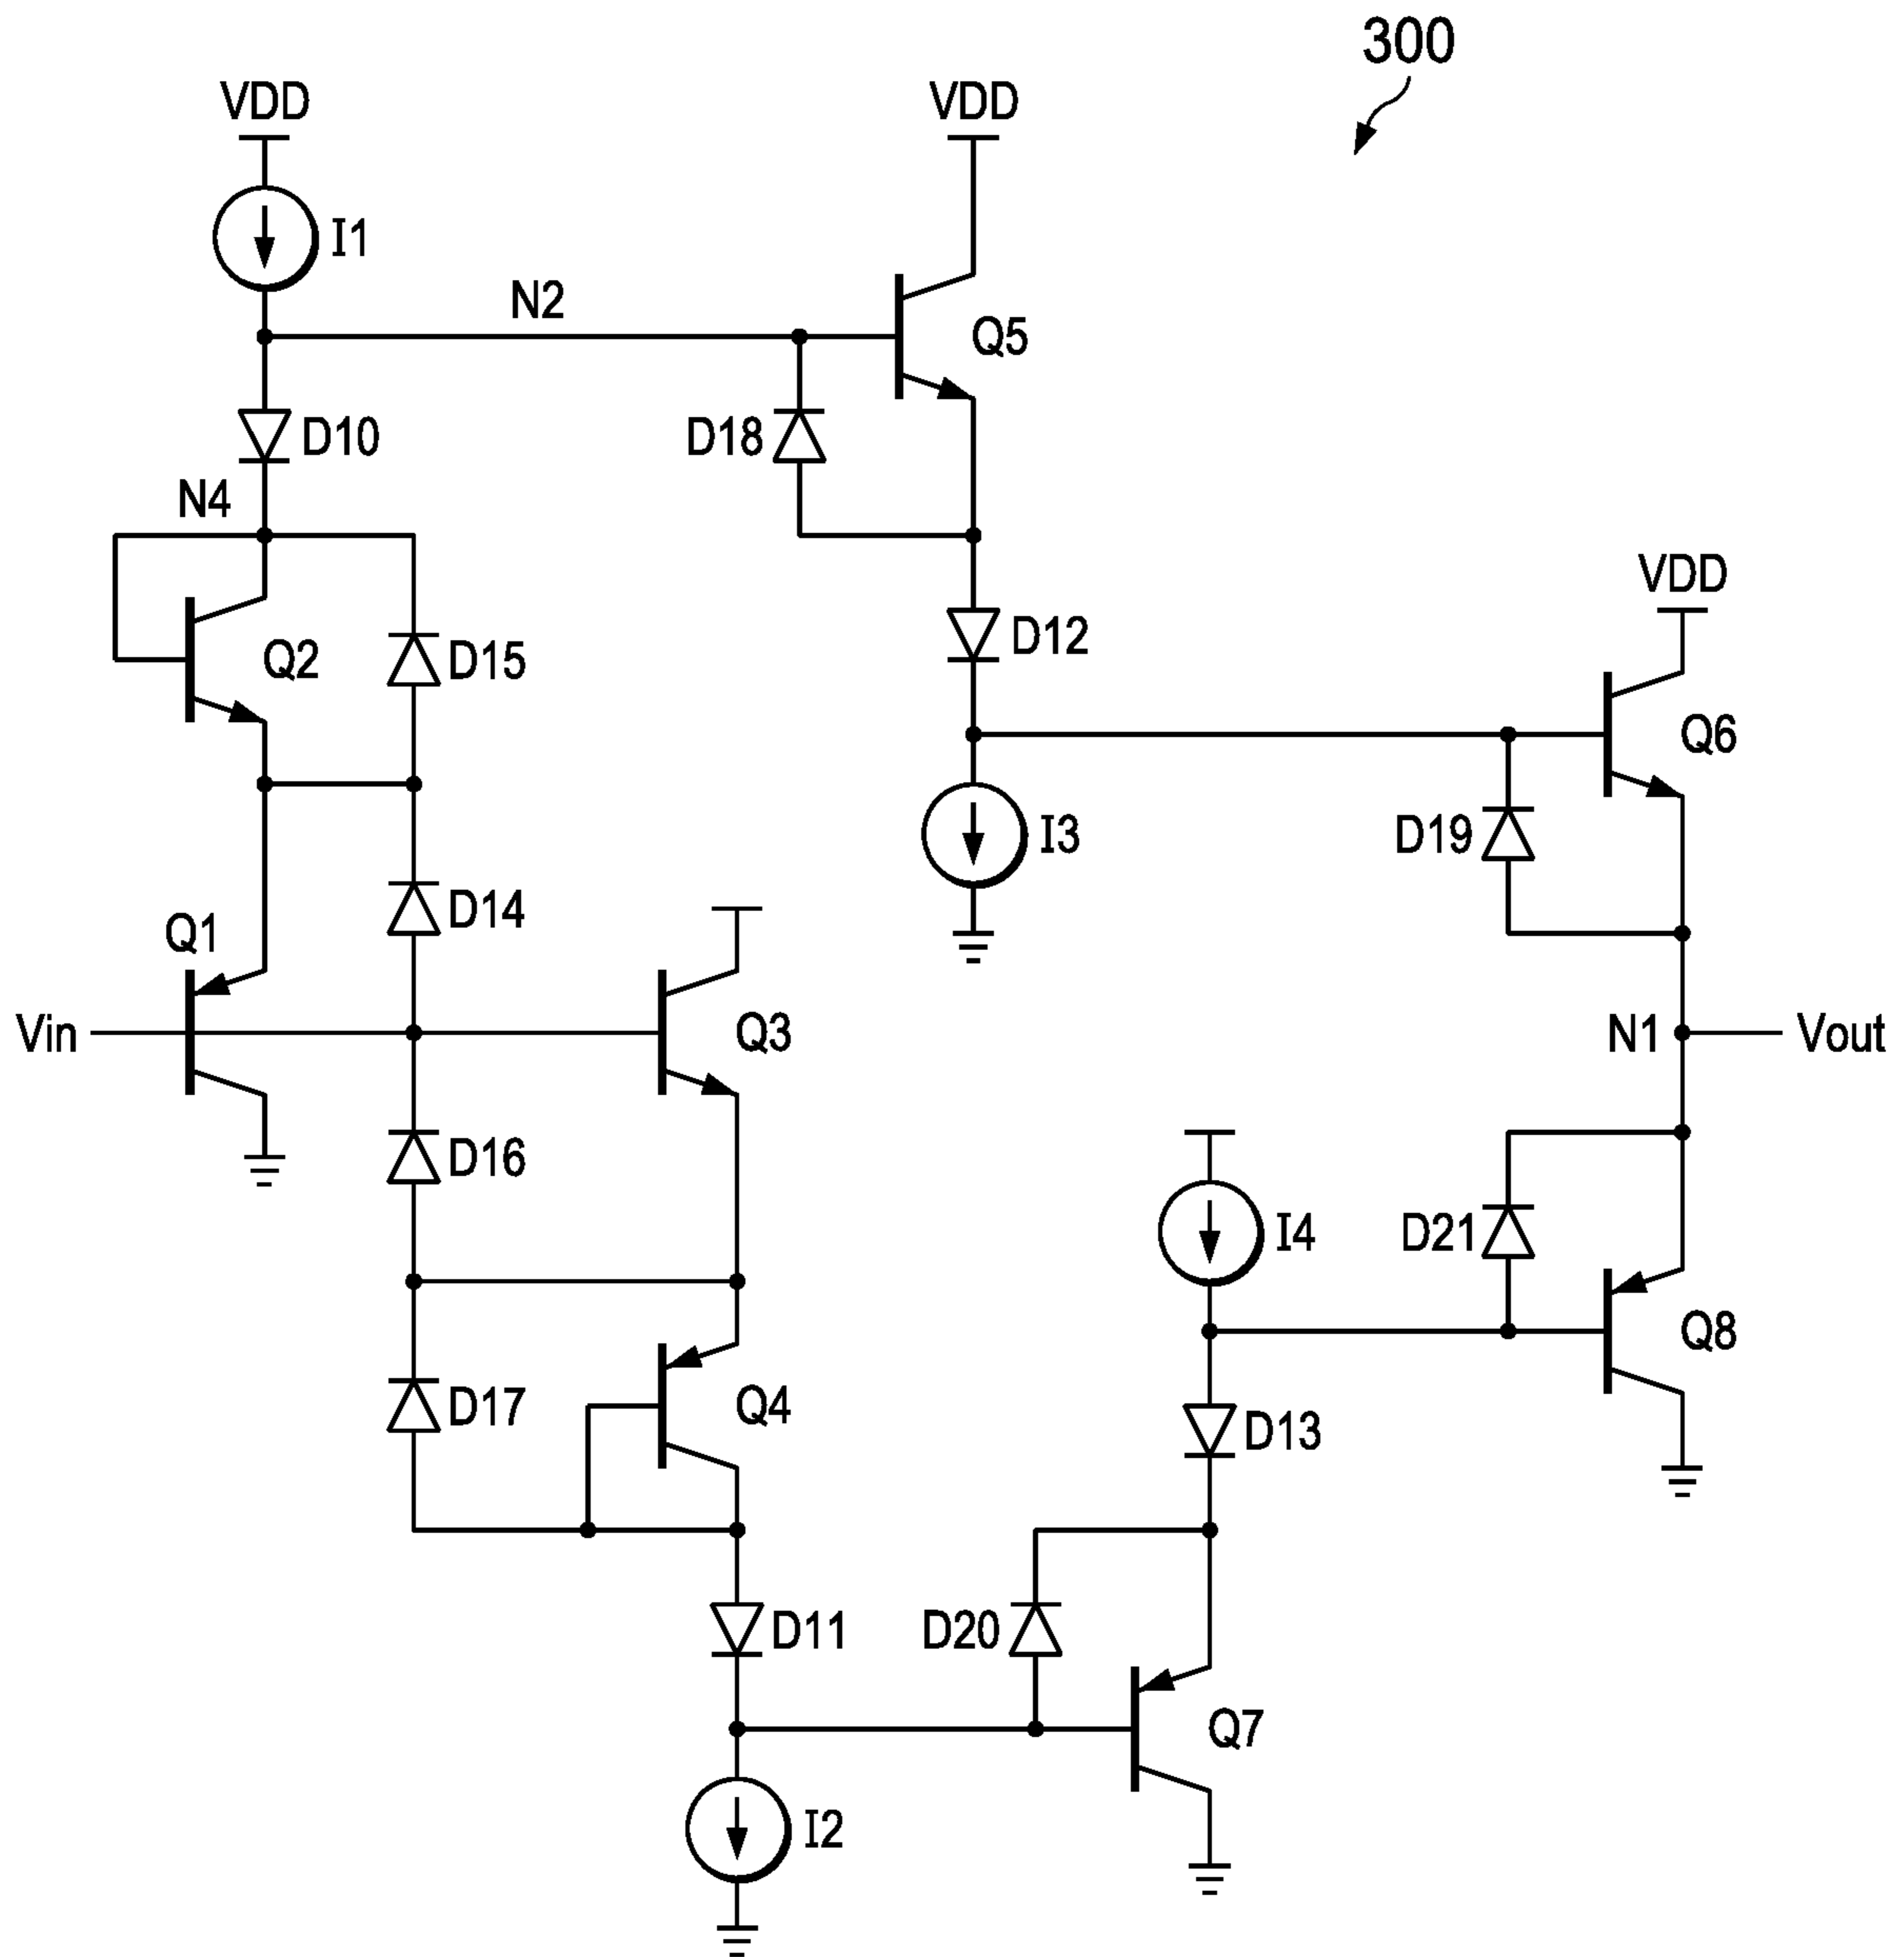 300
VDD
VDD
I1
N2
Q5
D10
D18
N4
VDD
Q2
D15
D12
Q6
I3
D19
D14
Q1
Vin
Q3
N1
Vout
D16
I4
D21
Q8
D17
Q4
D13
D11
D20
Q7
I2